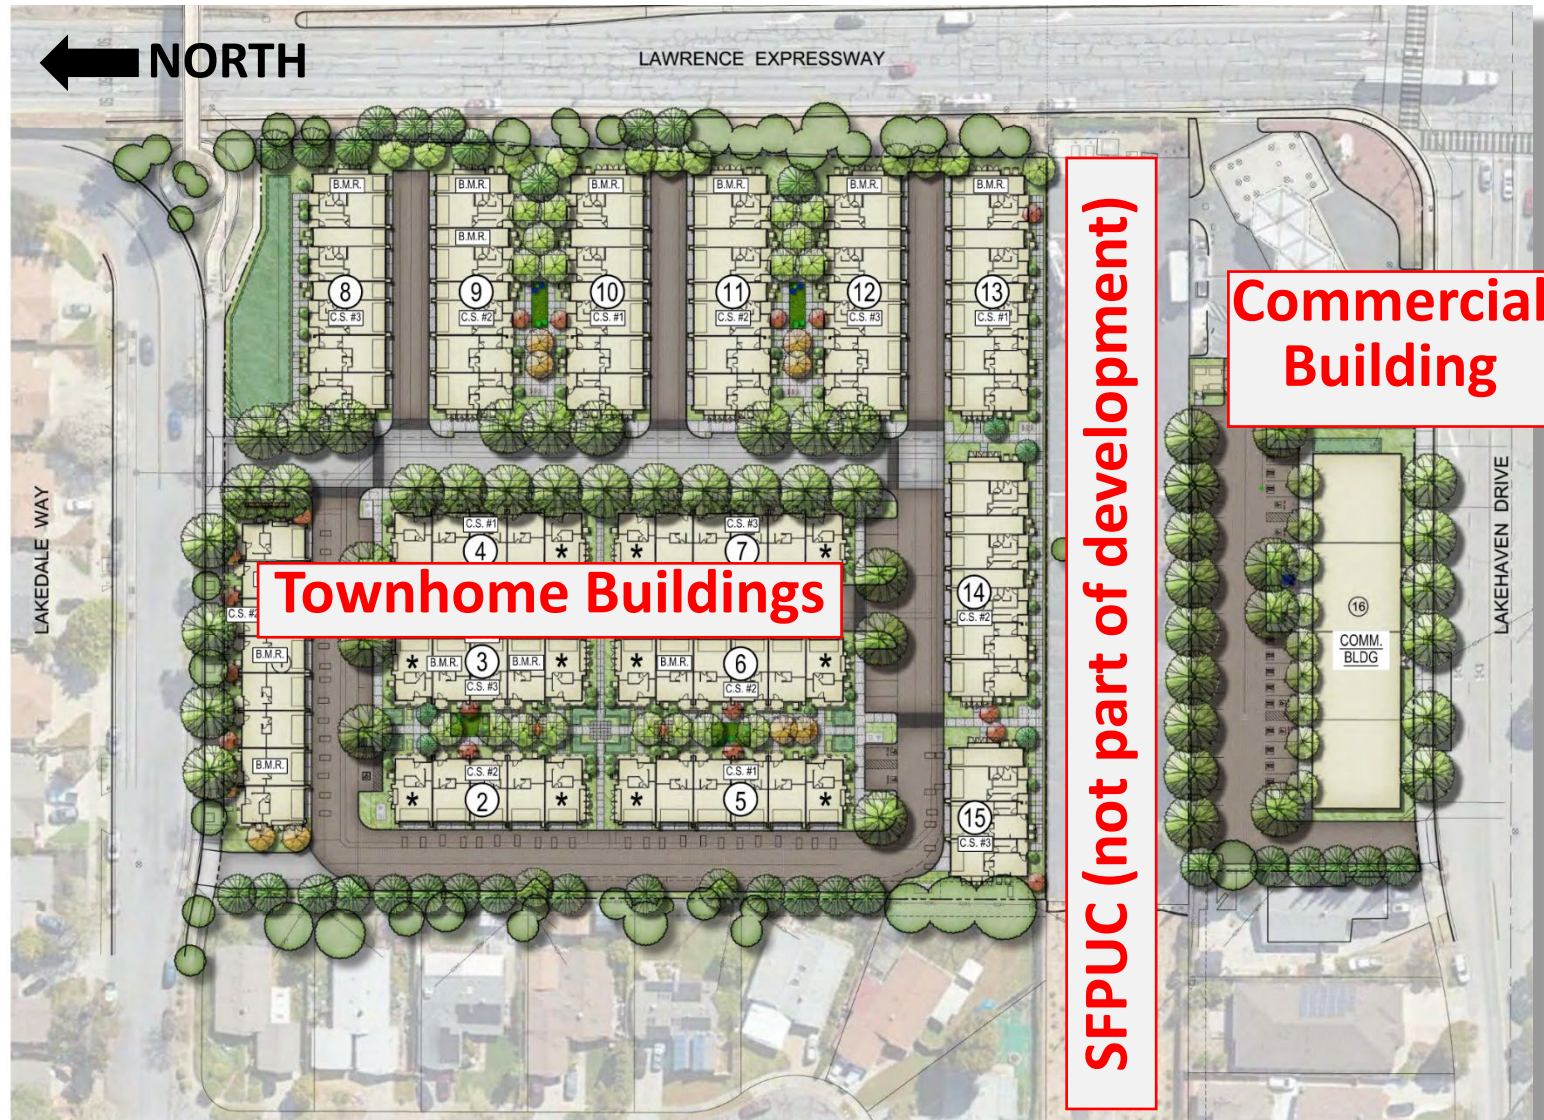 NORTH
LAWRENCE EXPRESSWAY
B.M.R.
B.M.R.
B.M.R.
B.M.R.
B.M.R.
B.M.R.
B.M.R.
8
9
10
11
12
13
C.S. #3
C.S. #2
C.S. #1
C.S. #2
C.S. #3
C.S. #1
SFPUC (not part of development)
Commercial
Building
LAKEDALE WAY
LAKEHAVEN DRIVE
C.S. #1
C.S. #3
4
*
*
7
*
Townhome Buildings
14
C.S. #2
16
COMM.
BLDG
C.S. #2
B.M.R.
*
B.M.R.
3
B.M.R.
*
*
B.M.R.
6
*
C.S. #3
C.S. #2
B.M.R.
C.S. #2
C.S. #1
*
2
*
*
5
*
15
C.S. #3